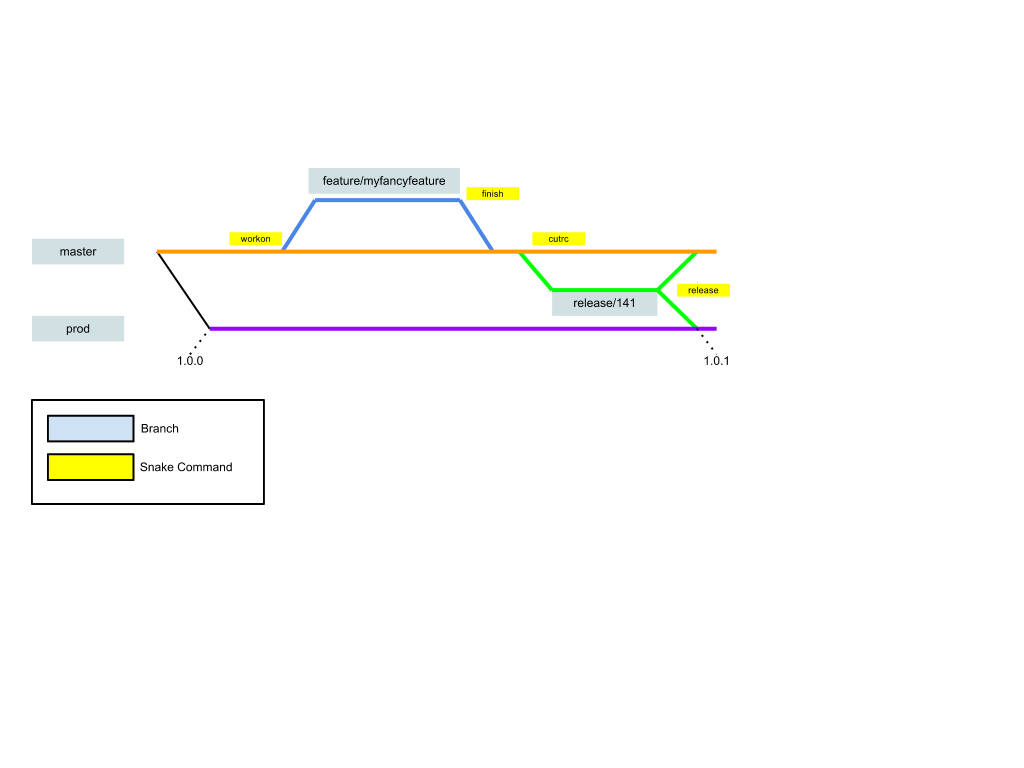 feature/myfancyfeature
finish
workon
cutrc
master
release
release/141
prod
1.0.0
1.0.1
Branch
Snake Command